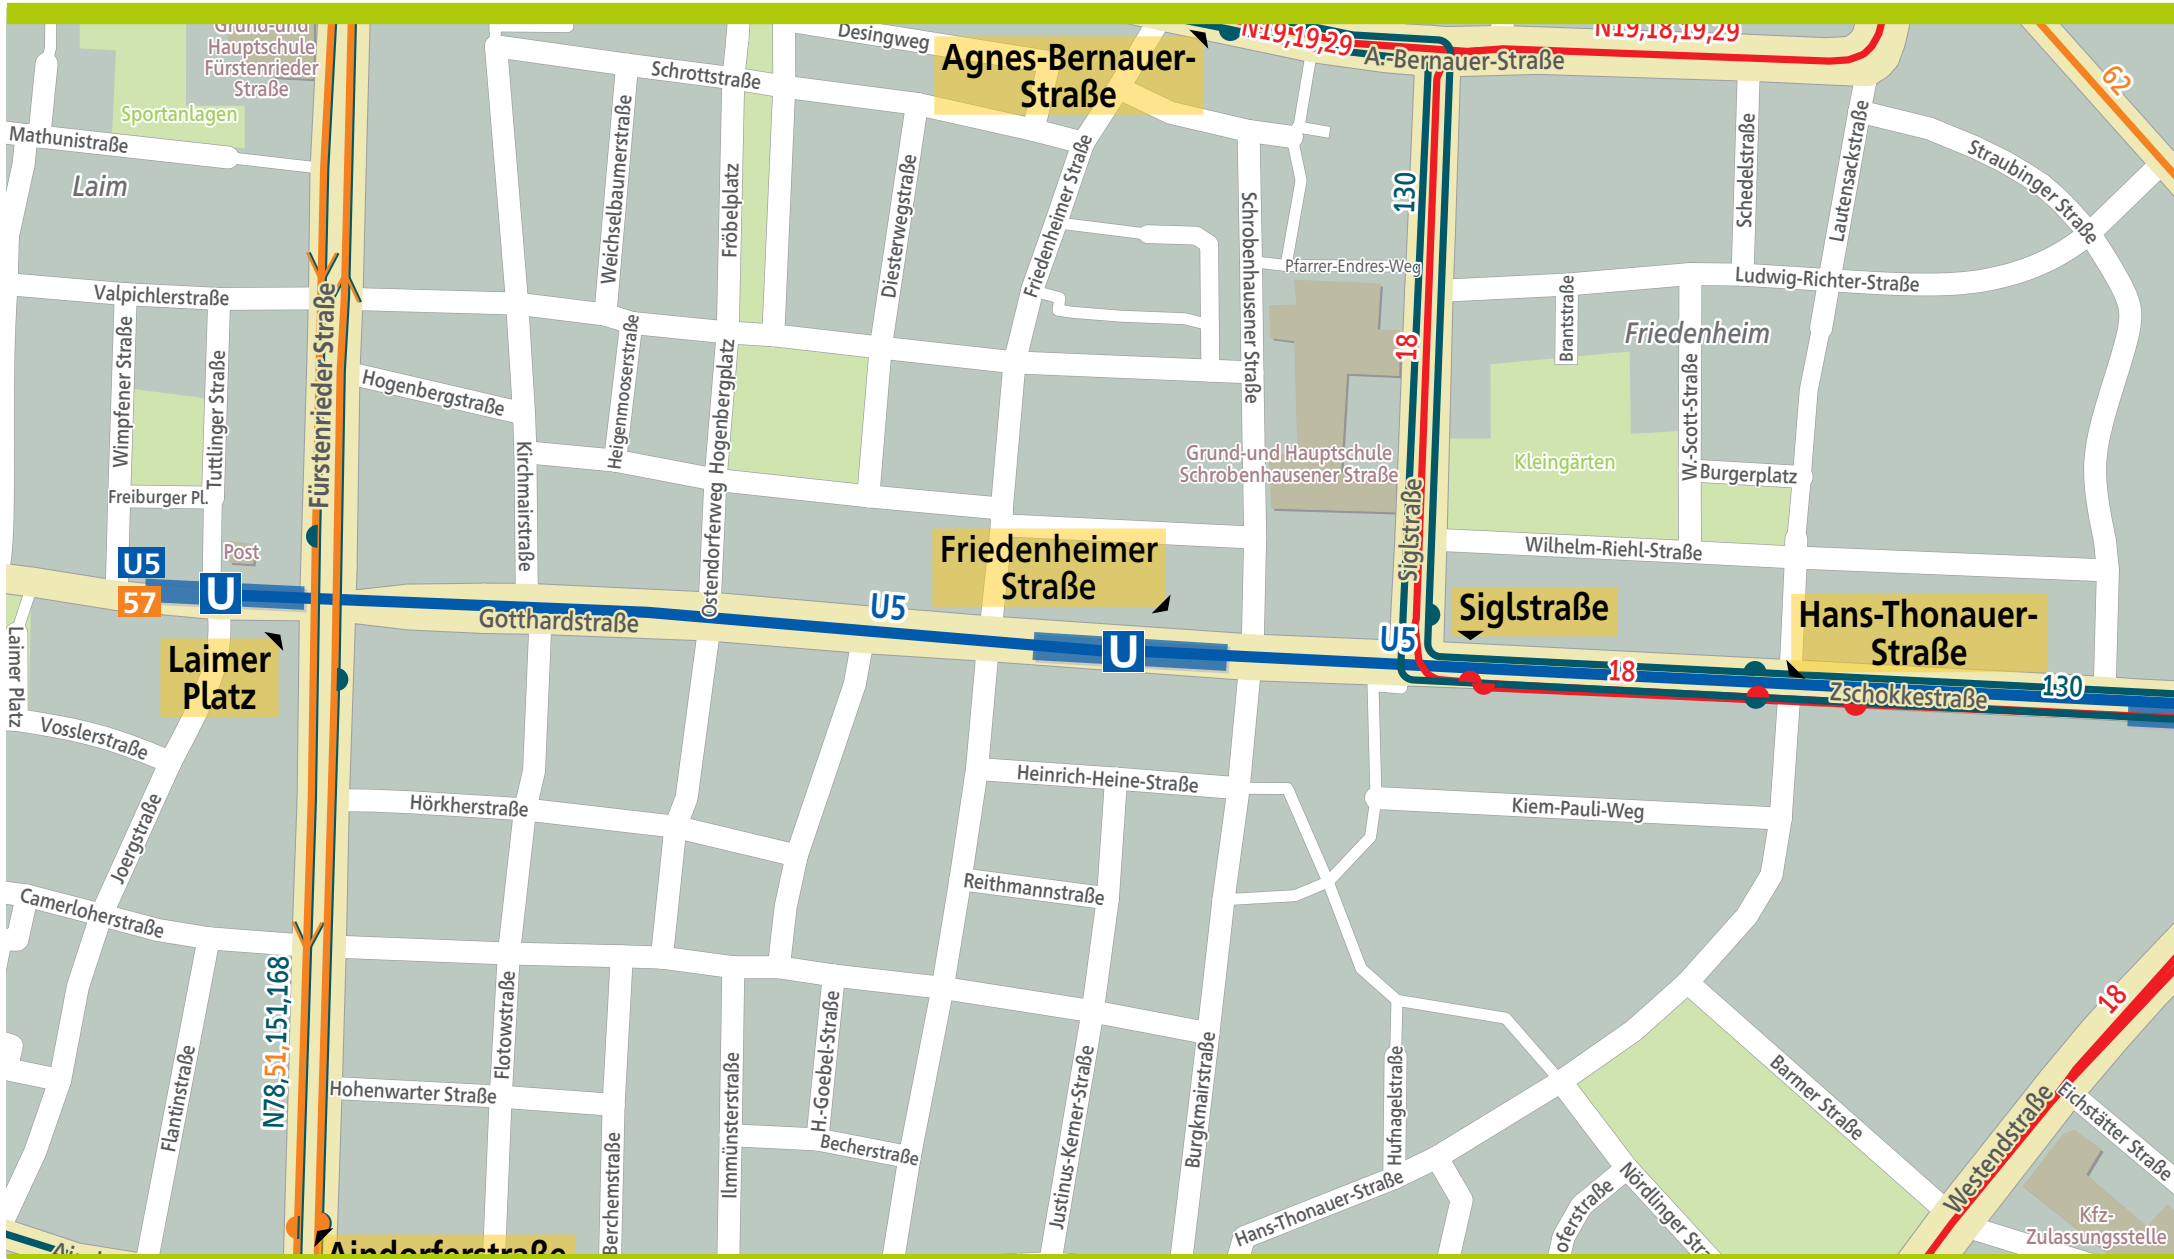 Grund-und
Hauptschule
Fürstenrieder
Straße
Sportanlagen
Mathunistraße
Laim
Desingweg
Schrottstraße
Agnes-Bernauer-
Straße
N19,19,29
A.-Bernauer-Straße
N19,18,19,29
62
Weichselbaumerstraße
Fröbelplatz
Diesterwegstraße
Friedenheimer Straße
Schrobenhausener Straße
130
Schedelstraße
Lautensackstraße
Straubinger Straße
Pfarrer-Endres-Weg
Ludwig-Richter-Straße
Valpichlerstraße
Wimpfener Straße
Tuttlinger Straße
Fürstenrieder Straße
Hogenbergstraße
Heigenmooserstraße
Hogenbergplatz
18
Brantstraße
Friedenheim
W.-Scott-Straße
Kirchmairstraße
Grund-und Hauptschule
Schrobenhausener Straße
Kleingärten
Burgerplatz
Freiburger Pl.
Ostendorferweg
Siglstraße
Wilhelm-Riehl-Straße
Post
U5
57
U
Friedenheimer
Straße
U5
Gotthardstraße
U
U5
Siglstraße
Hans-Thonauer-
Straße
Laimer Platz
Laimer
Platz
18
Zschokkestraße
130
Vosslerstraße
Joergstraße
Hörkherstraße
Heinrich-Heine-Straße
Kiem-Pauli-Weg
Reithmannstraße
Camerloherstraße
N78,51,151,168
Flotowstraße
H.-Goebel-Straße
18
Flantinstraße
Hohenwarter Straße
Berchemstraße
Ilmmünsterstraße
Becherstraße
Justinus-Kerner-Straße
Burgkmairstraße
Hufnagelstraße
Barmer Straße
Eichstätter Straße
Westendstraße
Hans-Thonauer-Straße
oferstraße
Nördlinger Stra
Kfz-
Zulassungsstelle
Aindorferstraße